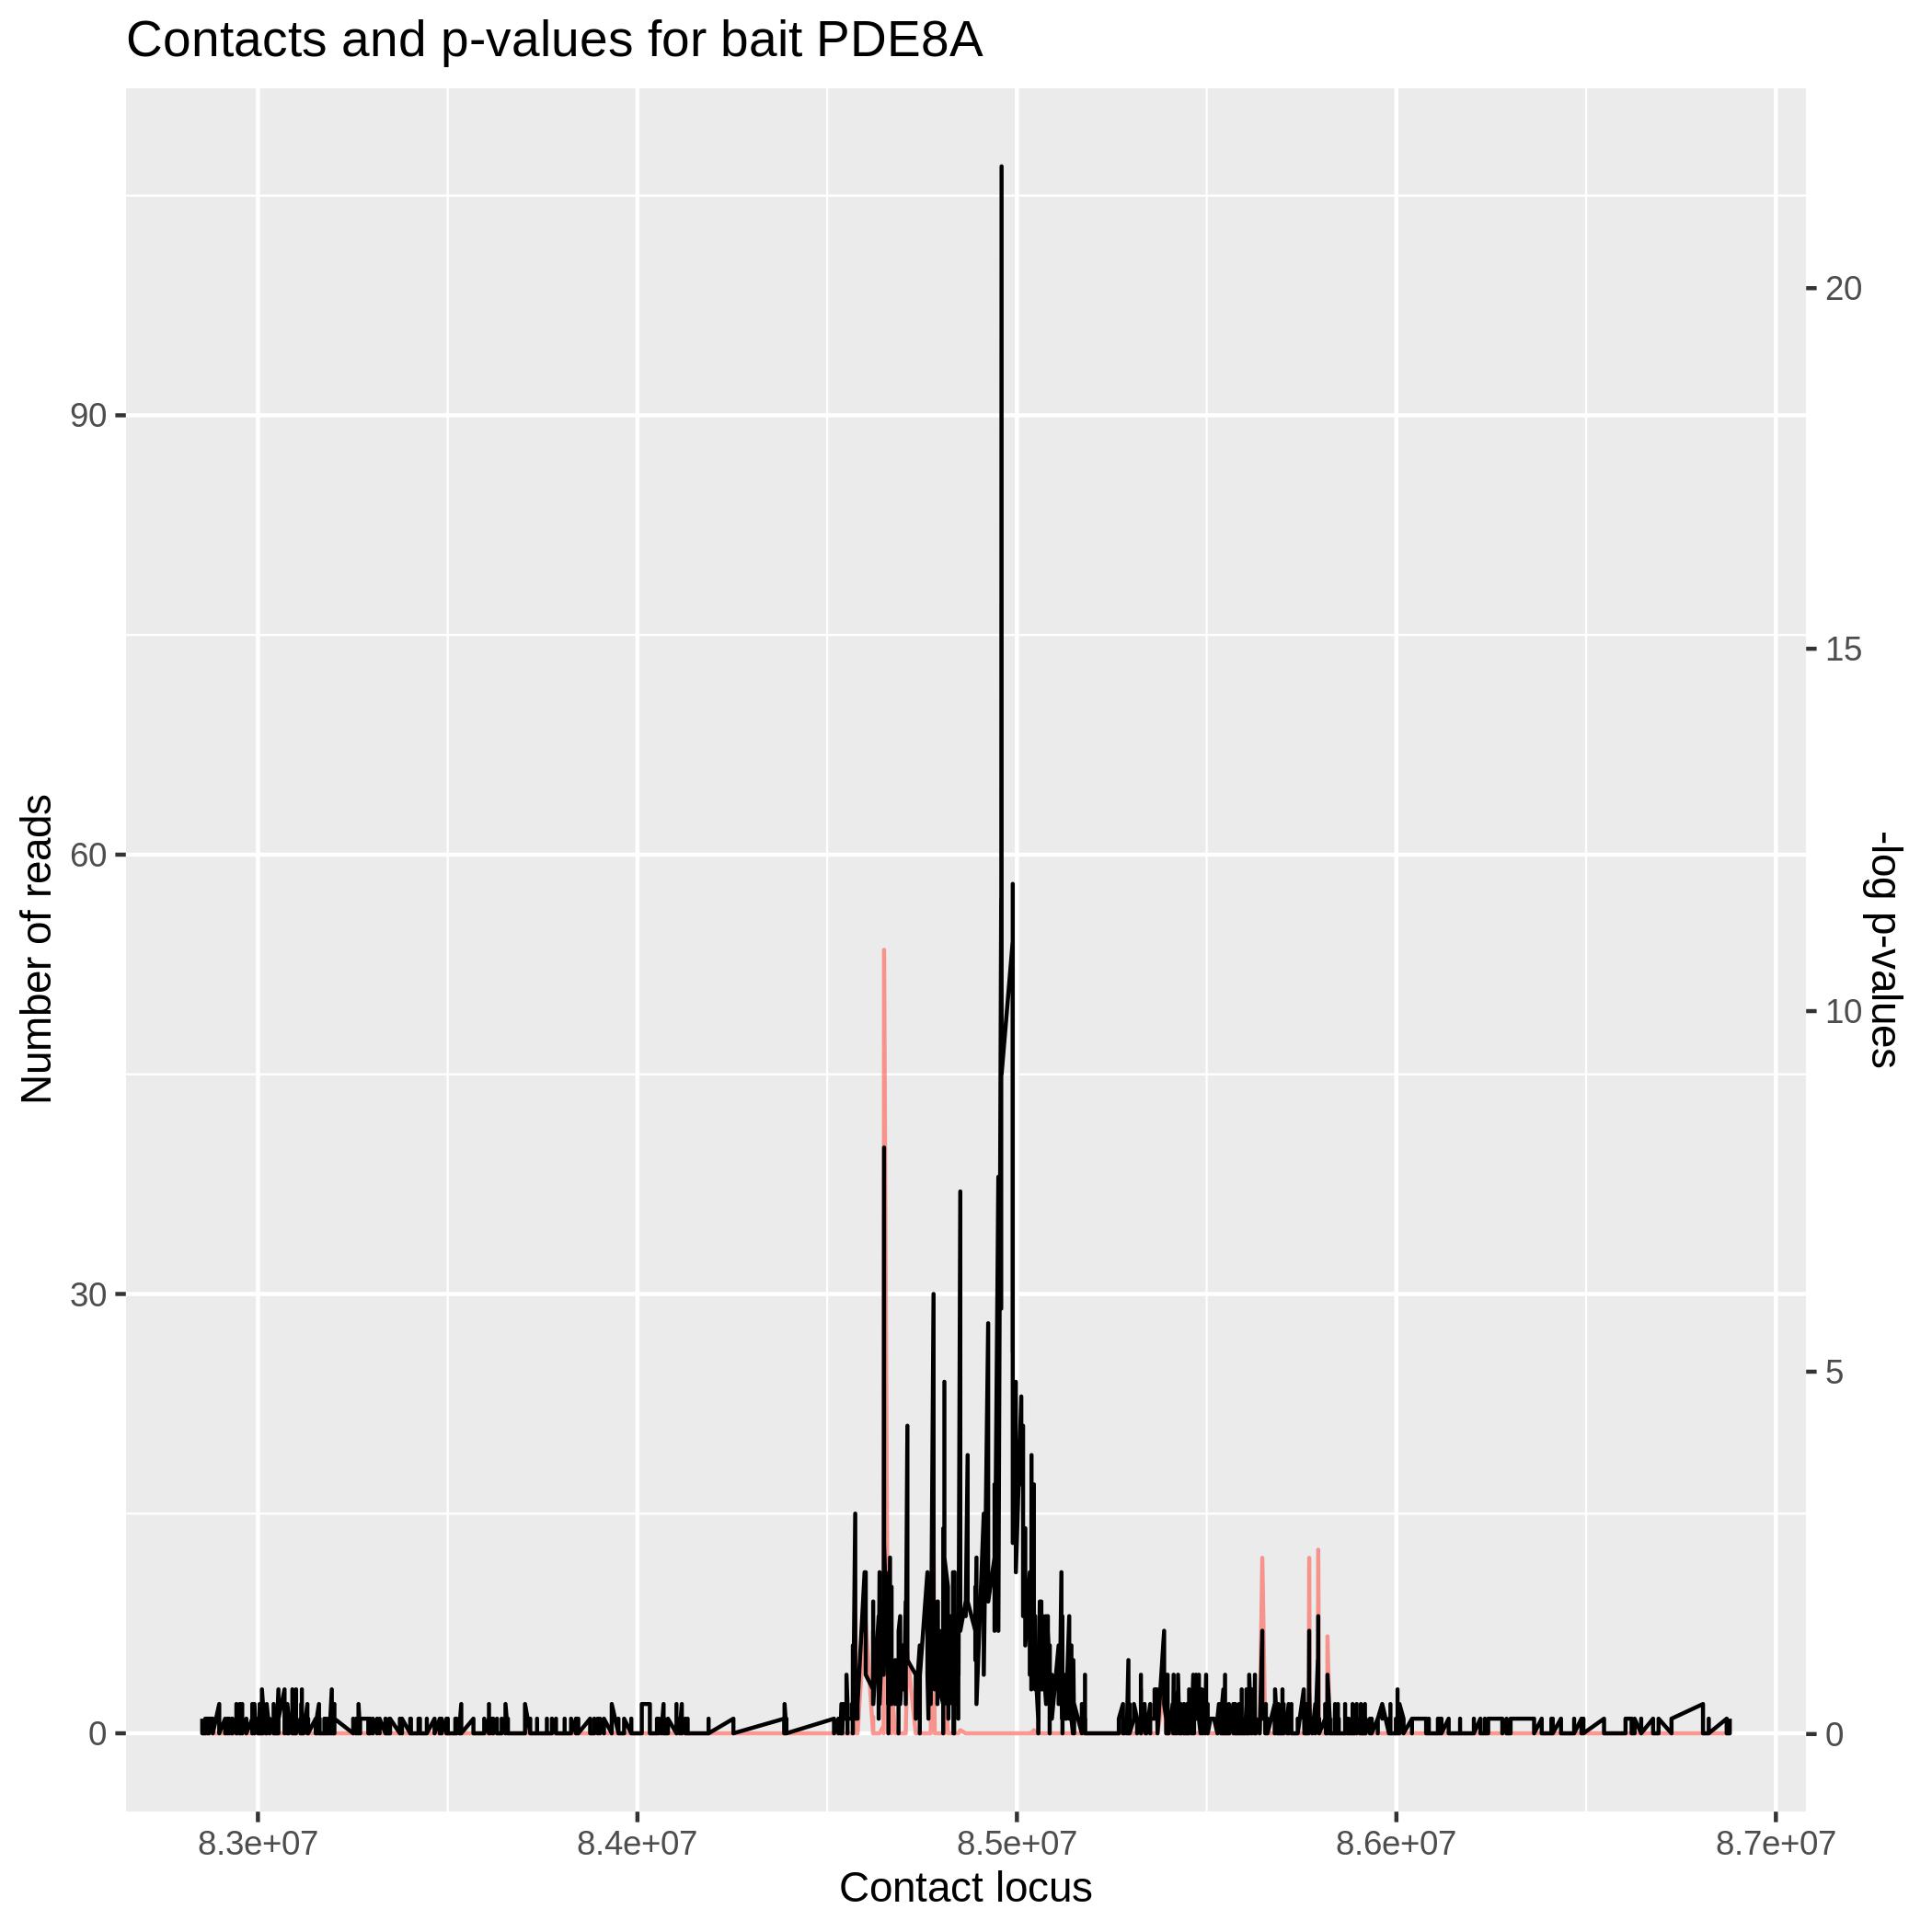 Contacts and p-values for bait PDE8A
Number of reads
90
60
30
0
20
15
10
5
0
-log p-values
8.3e+07 8.4e+07 8.5e+07 8.6e+07 8.7e+07
Contact locus